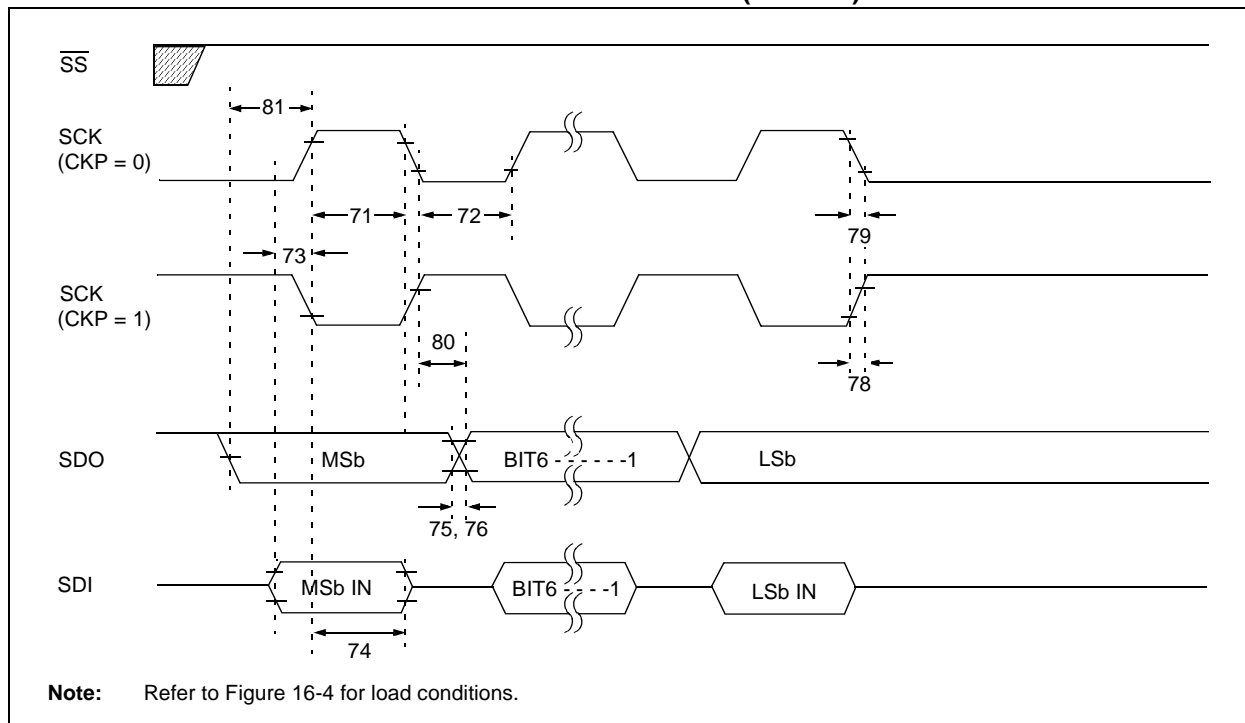 SS
81
SCK
(CKP = 0)
71
72
79
73
SCK
(CKP = 1)
80
78
SDO
MSb
BIT6 - - - - - -1
LSb
75, 76
SDI
MSb IN
BIT6 - - - -1
LSb IN
74
Note: Refer to Figure 16-4 for load conditions.